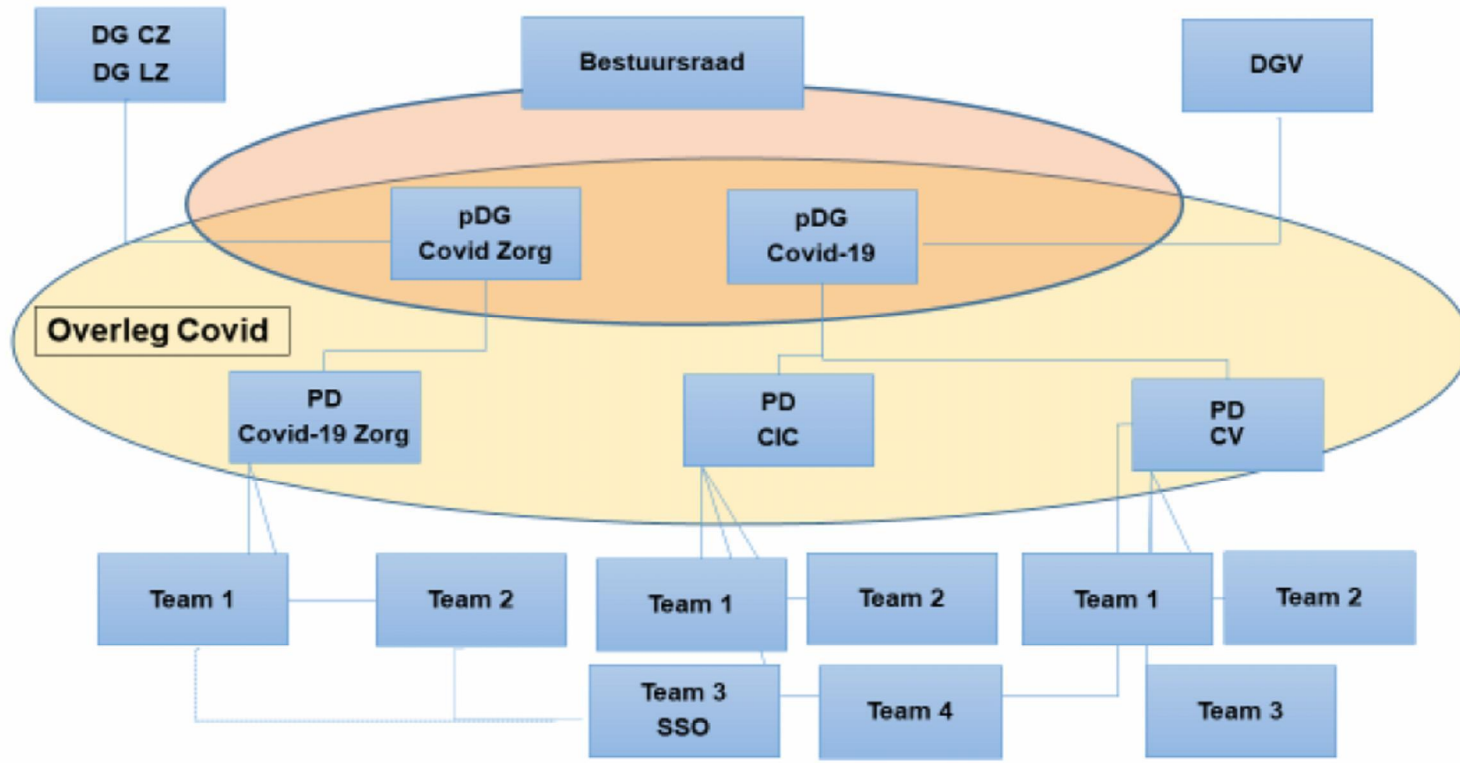 DG CZ
DG LZ
Bestuursraad
DGV
pDG
Covid Zorg
pDG
Covid-19
Overleg Covid
PD
Covid-19 Zorg
PD
CIC
PD
CV
Team 1
Team 2
Team 1
Team 2
Team 1
Team 2
Team 3
SSO
Team 4
Team 3